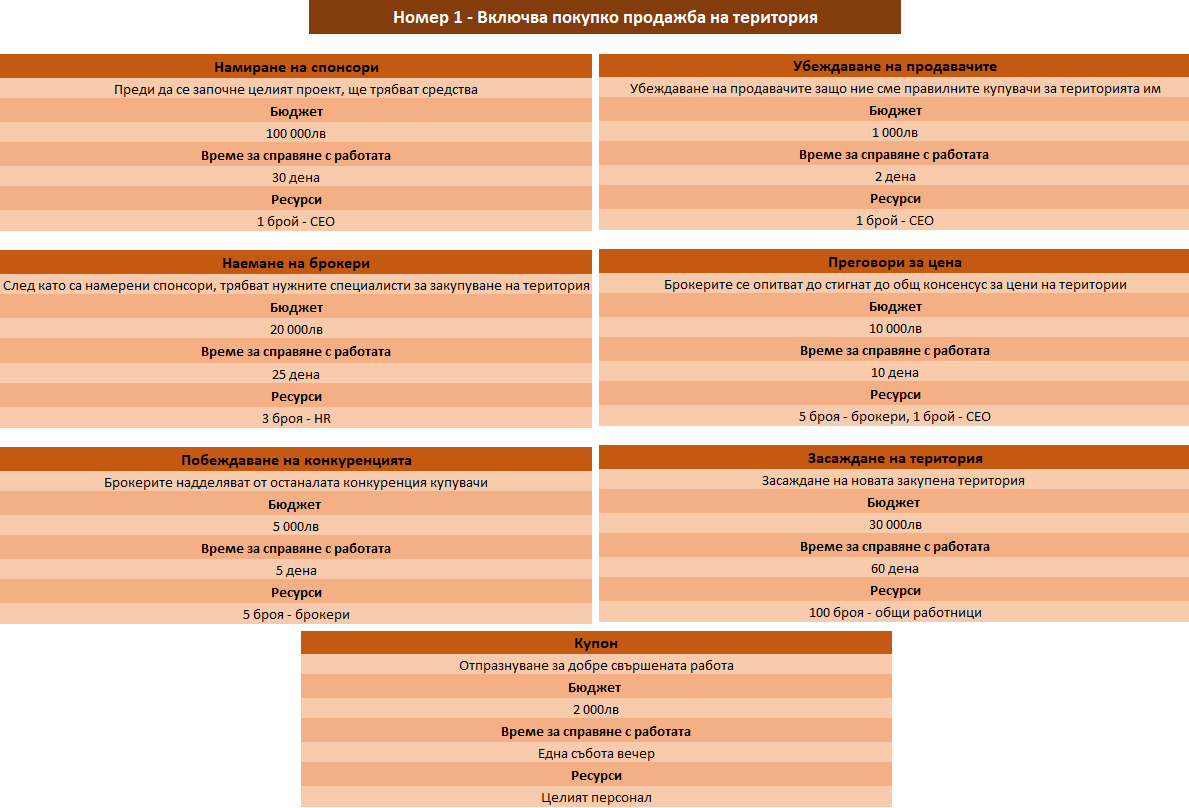 Номер 1 - Включва покупко продажба на територия
Намиране на спонсори
Преди да се започне целият проект, ще трябват средства
Бюджет
100 000лв
Време за справяне с работата
30 дена
Ресурси
1 брой - CEO
Убеждаване на продавачите
Убеждаване на продавачите защо ние сме правилните купувачи за територията им
Бюджет
1 000лв
Време за справяне с работата
2 дена
Ресурси
1 брой - CEO
Наемане на брокери
След като са намерени спонсори, трябват нужните специалисти за закупуване на територия
Бюджет
20 000лв
Време за справяне с работата
25 дена
Ресурси
3 броя - HR
Преговори за цена
Брокерите се опитват до стигнат до общ консенсус за цени на територии
Бюджет
10 000лв
Време за справяне с работата
10 дена
Ресурси
5 броя - брокери, 1 брой - CEO
Побеждаване на конкуренцията
Брокерите надделяват от останалата конкуренция купувачи
Бюджет
5 000лв
Време за справяне с работата
5 дена
Ресурси
5 броя - брокери
Засаждане на територия
Засаждане на новата закупена територия
Бюджет
30 000лв
Време за справяне с работата
60 дена
Ресурси
100 броя - общи работници
Купон
Отпразнуване за добре свършената работа
Бюджет
2 000лв
Време за справяне с работата
Една събота вечер
Ресурси
Целият персонал